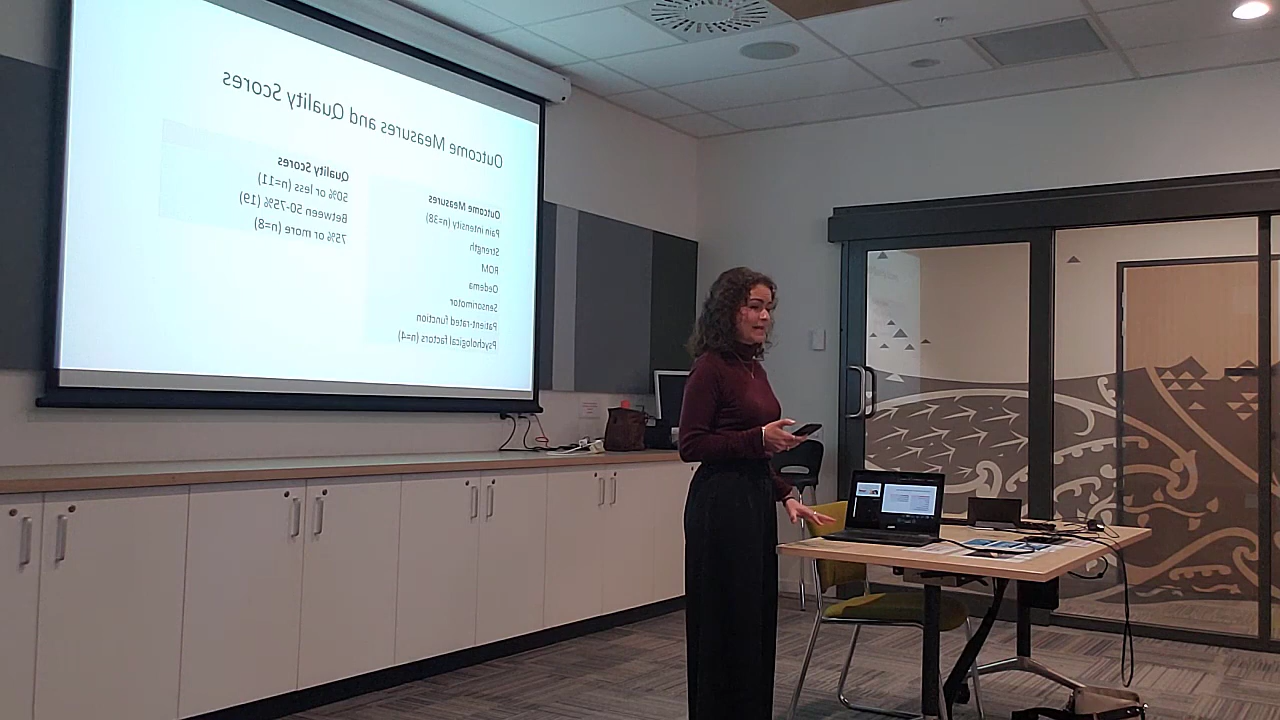 Outcome Measures and Quality Scores
Outcome Measures
Pain intensity (n=38)
Strength
ROM
Oedema
Sensorimotor
Patient-rated function
Psychological factors (n=4)
Quality Scores
50% or less (n=11)
Between 50-75% (19)
75% or more (n=8)